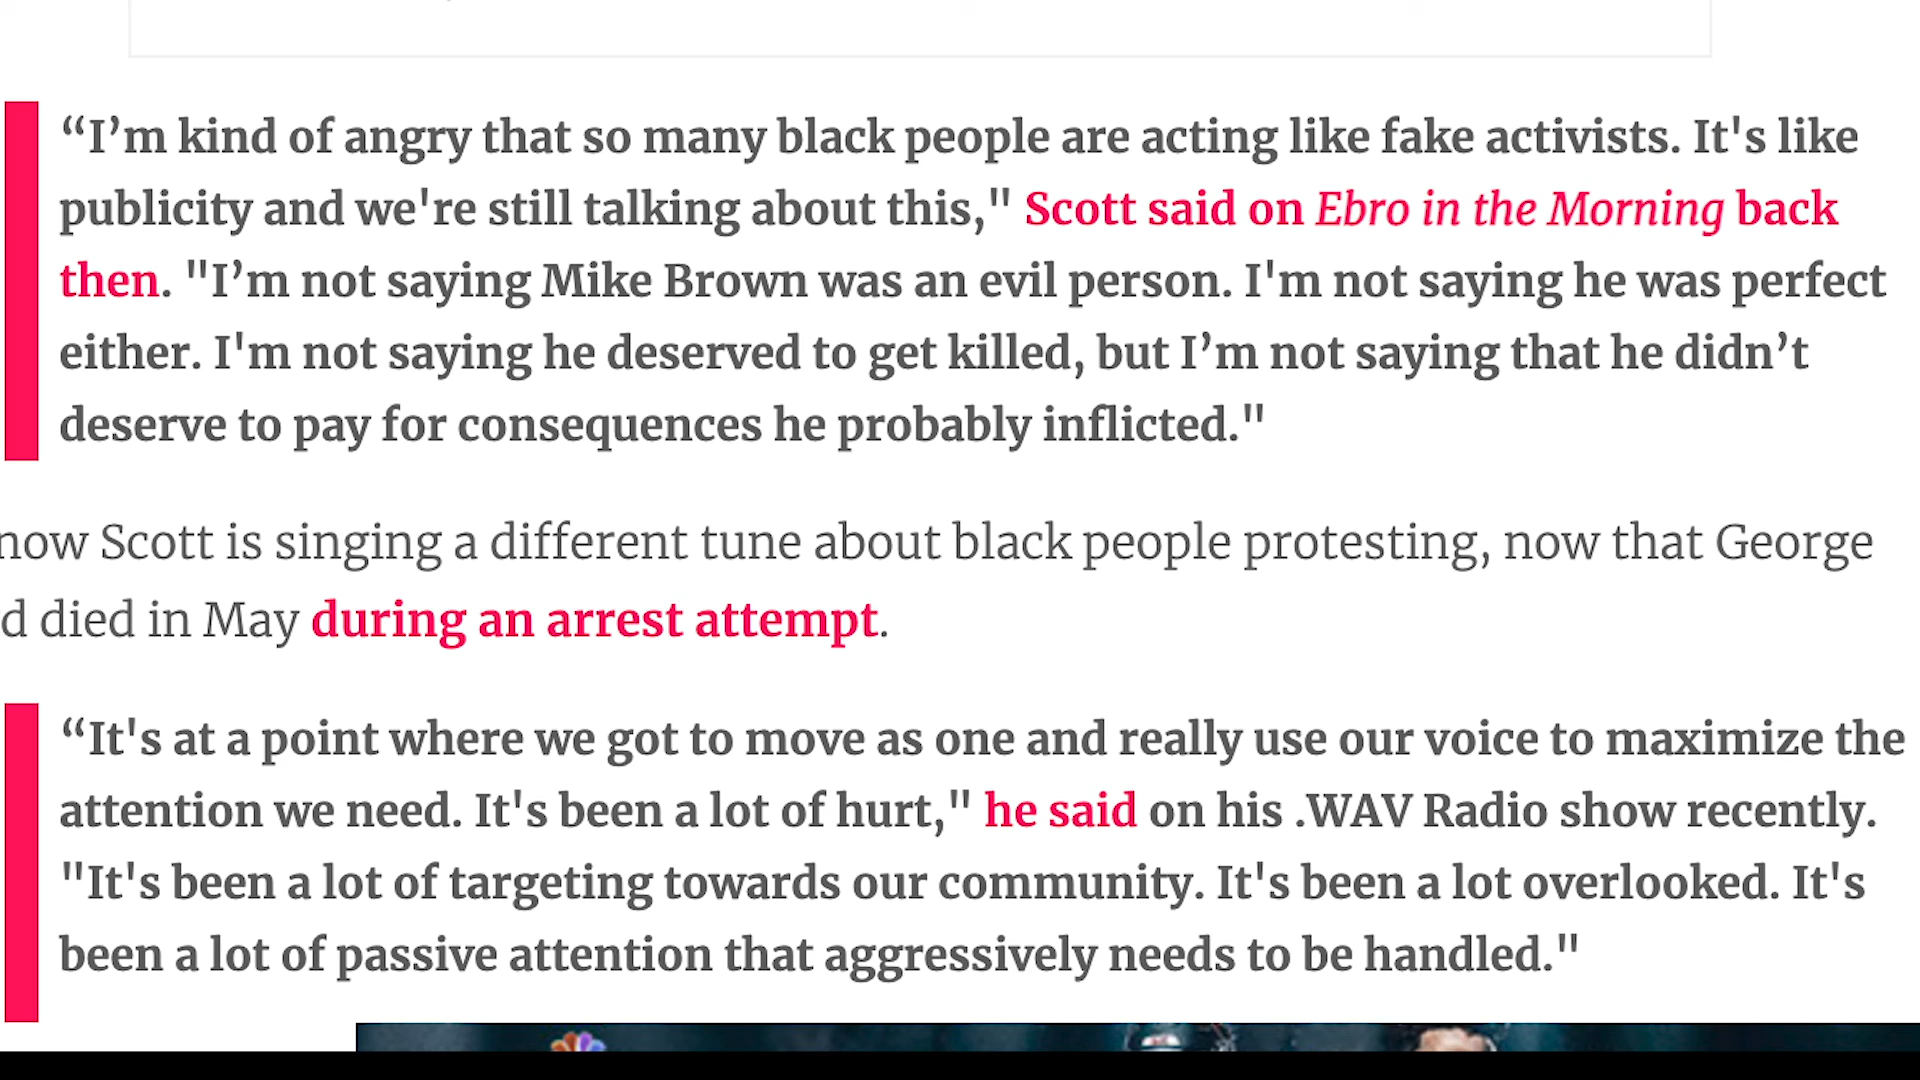 “I’m kind of angry that so many black people are acting like fake activists. It's like
publicity and we're still talking about this," Scott said on Ebro in the Morning back
then. "I’m not saying Mike Brown was an evil person. I'm not saying he was perfect
either. I'm not saying he deserved to get killed, but I’m not saying that he didn’t
deserve to pay for consequences he probably inflicted."
now Scott is singing a different tune about black people protesting, now that George
d died in May during an arrest attempt.
“It's at a point where we got to move as one and really use our voice to maximize the
attention we need. It's been a lot of hurt," he said on his .WAV Radio show recently.
"It's been a lot of targeting towards our community. It's been a lot overlooked. It's
been a lot of passive attention that aggressively needs to be handled."